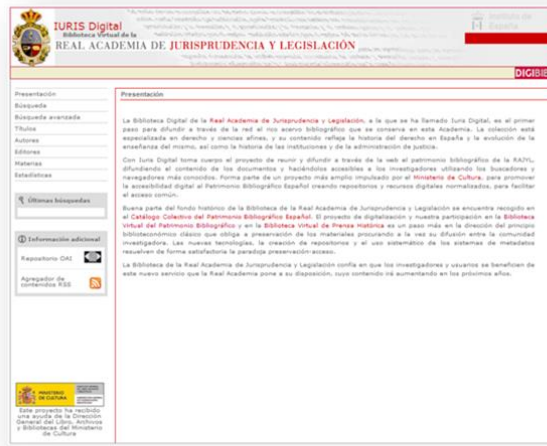 IURIS Digital
Biblioteca Virtual de la
REAL ACADEMIA DE JURISPRUDENCIA Y LEGISLACIÓN
Instituto de
España
DIGIBIB
Presentación
Búsqueda
Búsqueda avanzada
Títulos
Autores
Editores
Materias
Estadísticas
Últimas búsquedas
Información adicional
Repositorio OAI
Agregador de
contenidos RSS
MINISTERIO
DE CULTURA
Este proyecto ha recibido
una ayuda de la Dirección
General del Libro, Archivos
y Bibliotecas del Ministerio
de Cultura
Presentación
La Biblioteca Digital de la Real Academia de Jurisprudencia y Legislación, a la que se ha llamado Iuris Digital, es el primer
paso para difundir a través de la red el rico acervo bibliográfico que se conserva en esta Academia. La colección está
especializada en derecho y ciencias afines, y su contenido refleja la historia del derecho en España y la evolución de la
enseñanza del mismo, así como la historia de las instituciones y de la administración de justicia.
Con Iuris Digital toma cuerpo el proyecto de reunir y difundir a través de la web el patrimonio bibliográfico de la RAJYL,
difundiendo el contenido de los documentos y haciéndolos accesibles a los investigadores utilizando los buscadores y
navegadores más conocidos. Forma parte de un proyecto más amplio impulsado por el Ministerio de Cultura, para promover
la accesibilidad digital al Patrimonio Bibliográfico Español creando repositorios y recursos digitales normalizados, para facilitar
el acceso común.
Buena parte del fondo histórico de la Biblioteca de la Real Academia de Jurisprudencia y Legislación se encuentra recogido en
el Catálogo Colectivo del Patrimonio Bibliográfico Español. El proyecto de digitalización y nuestra participación en la Biblioteca
Virtual del Patrimonio Bibliográfico y en la Biblioteca Virtual de Prensa Histórica es un paso más en la dirección del principio
biblioteconómico clásico que obliga a preservación de los materiales procurando a la vez su difusión entre la comunidad
investigadora. Las nuevas tecnologías, la creación de repositorios y el uso sistemático de los sistemas de metadatos
resuelven de forma satisfactoria la paradoja preservación-acceso.
La Biblioteca de la Real Academia de Jurisprudencia y Legislación confía en que los investigadores y usuarios se beneficien de
este nuevo servicio que la Real Academia pone a su disposición, cuyo contenido irá aumentando en los próximos años.